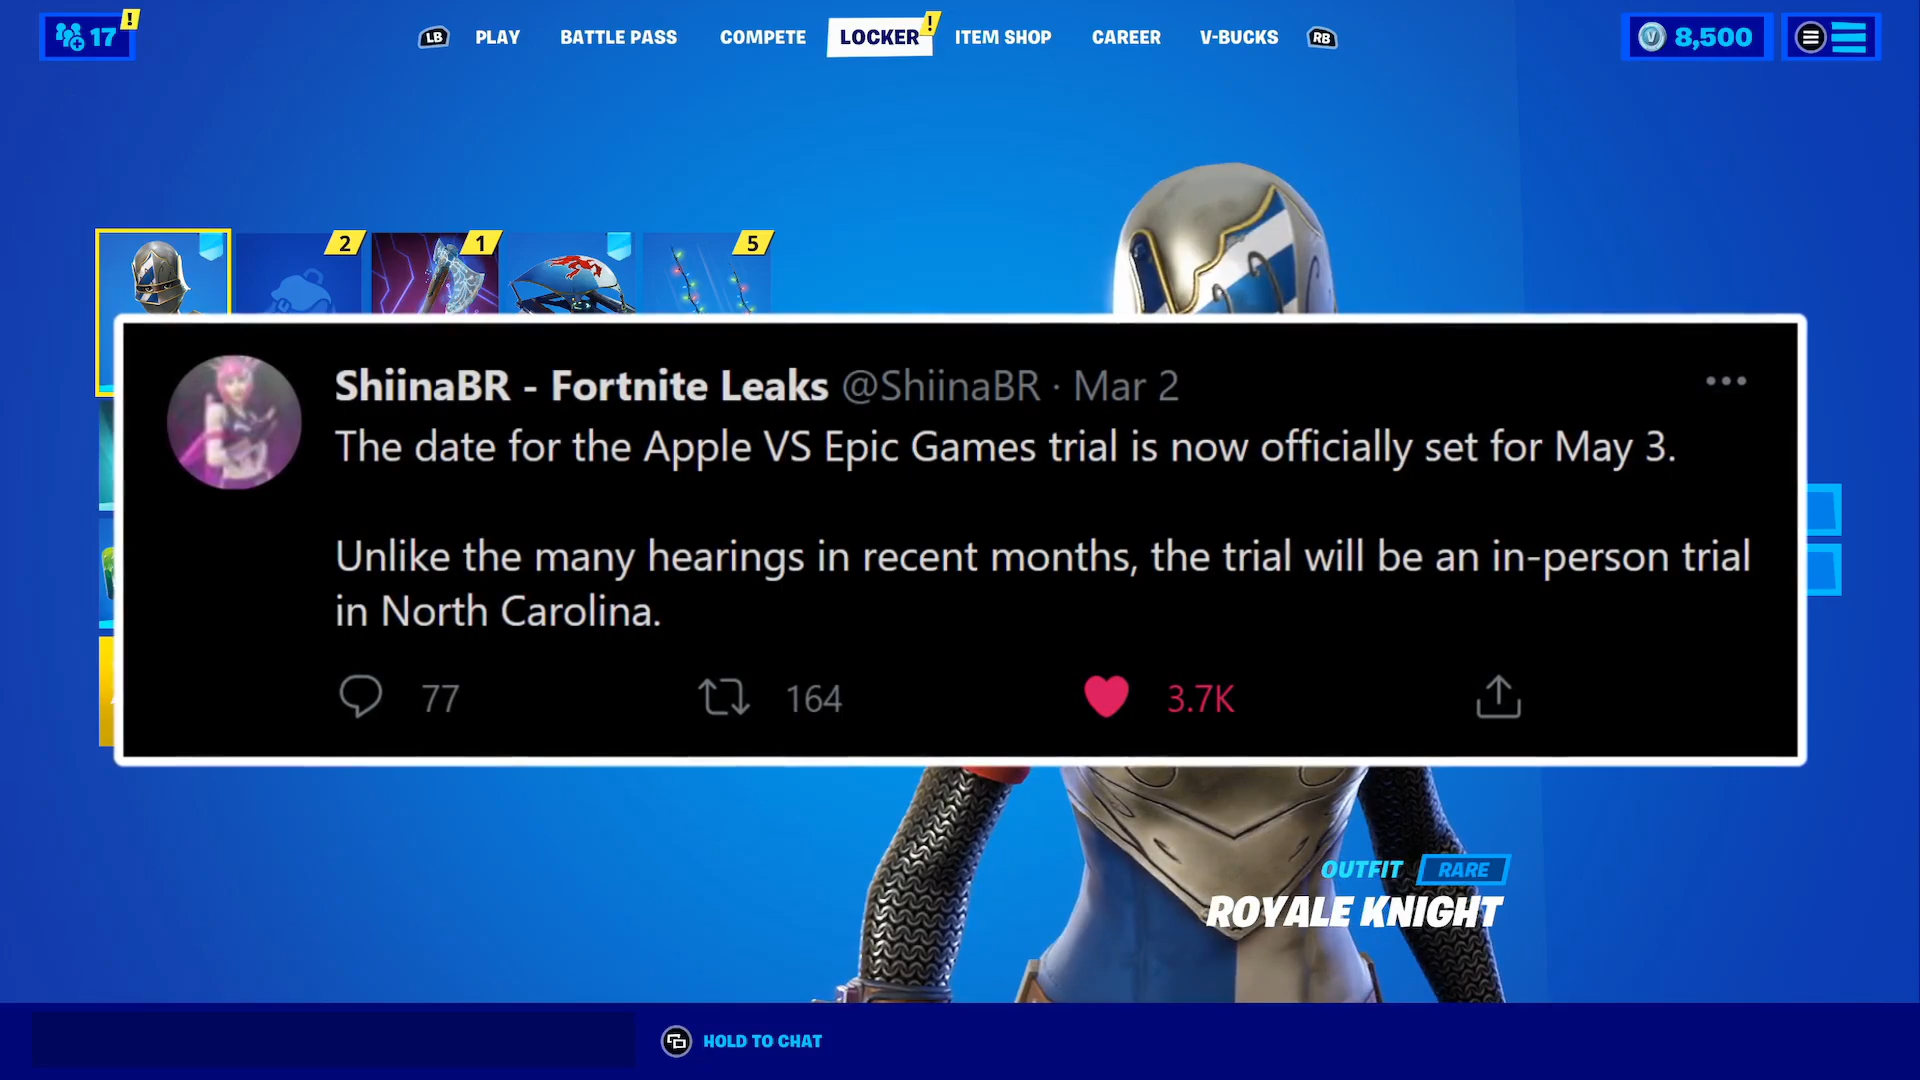 17 !
LB PLAY BATTLE PASS COMPETE LOCKER ! ITEM SHOP CAREER V-BUCKS RB
V 8,500
2 1 5
ShiinaBR - Fortnite Leaks @ShiinaBR · Mar 2
The date for the Apple VS Epic Games trial is now officially set for May 3.
Unlike the many hearings in recent months, the trial will be an in-person trial
in North Carolina.
77 164 3.7K
OUTFIT RARE
ROYALE KNIGHT
HOLD TO CHAT